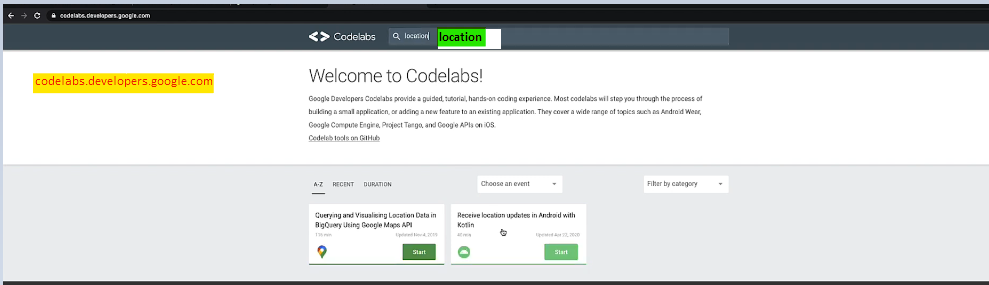 codelabs.developers.google.com
Codelabs
location
location
codelabs.developers.google.com
Welcome to Codelabs!
Google Developers Codelabs provide a guided, tutorial, hands-on coding experience. Most codelabs will step you through the process of
building a small application, or adding a new feature to an existing application. They cover a wide range of topics such as Android Wear,
Google Compute Engine, Project Tango, and Google APIs on iOS.
Codelab tools on GitHub
A-Z RECENT DURATION
Choose an event
Filter by category
Querying and Visualising Location Data in
BigQuery Using Google Maps API
Start
Receive location updates in Android with
Kotlin
Updated Apr 22, 2020
Start